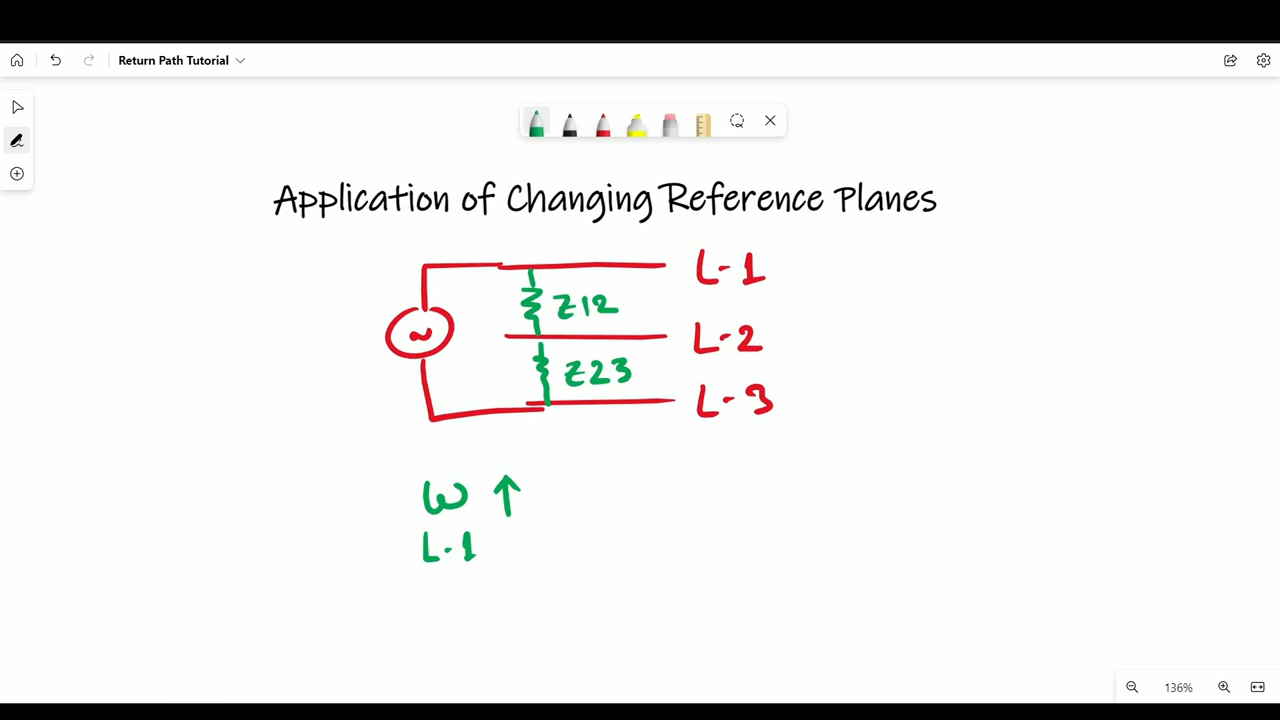 Return Path Tutorial
Application of Changing Reference Planes
L-1
Z12
L-2
Z23
L-3
~
W ↑
L-1
136%